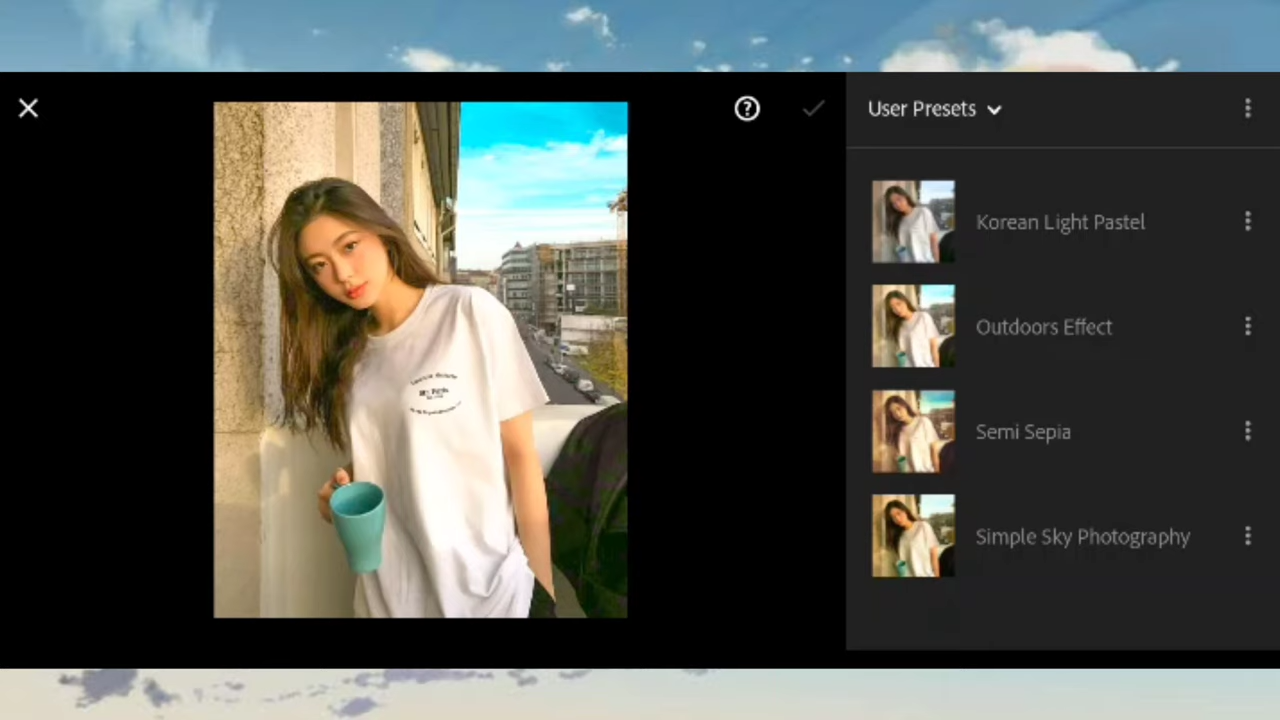 User Presets
Korean Light Pastel
Outdoors Effect
Semi Sepia
Simple Sky Photography